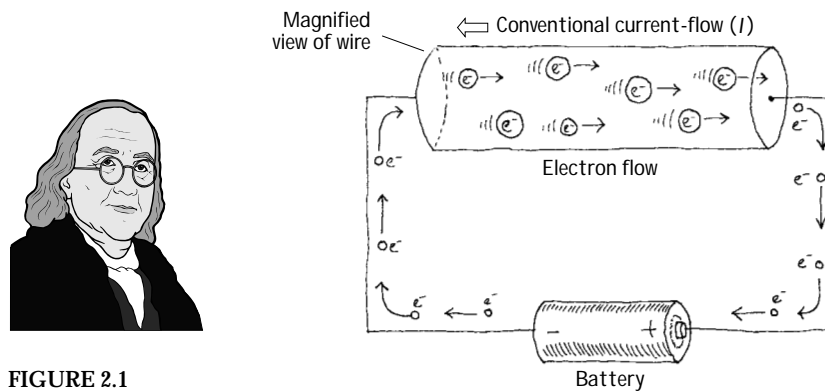 Magnified
view of wire
Conventional current-flow (I)
e⁻ e⁻ e⁻ e⁻
e⁻ e⁻ e⁻
e⁻
Electron flow
e⁻
e⁻
e⁻
e⁻
e⁻
e⁻ e⁻ e⁻
- +
Battery
FIGURE 2.1